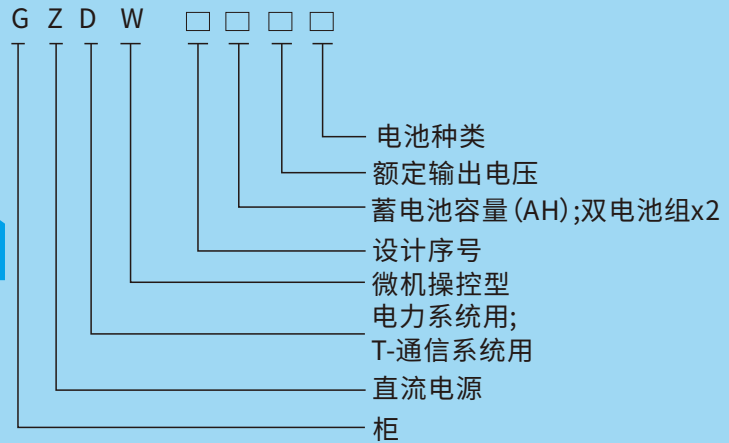 G Z D W □ □ □ □
电池种类
额定输出电压
蓄电池容量(AH);双电池组x2
设计序号
微机操控型
电力系统用;
T-通信系统用
直流电源
柜